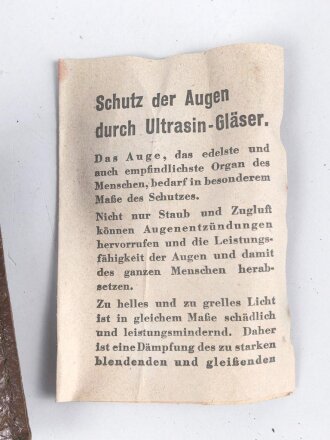 Schutz der Augen
durch Ultrasin-Gläser.
Das Auge, das edelste und
auch empfindlichste Organ des
Menschen, bedarf in besonderem
Maße des Schutzes.
Nicht nur Staub und Zugluft
können Augenentzündungen
hervorrufen und die Leistungs-
fähigkeit der Augen und damit
des ganzen Menschen herab-
setzen.
Zu helles und zu grelles Licht
ist in gleichem Maße schädlich
und leistungsmindernd. Daher
ist eine Dämpfung des zu starken
blendenden und gleißenden